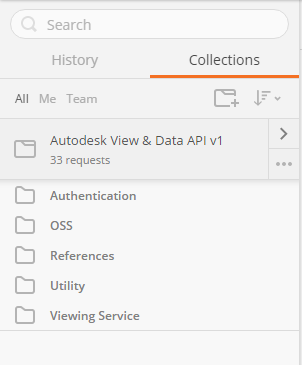 Search
History Collections
All Me Team
Autodesk View & Data API v1
33 requests
Authentication
OSS
References
Utility
Viewing Service